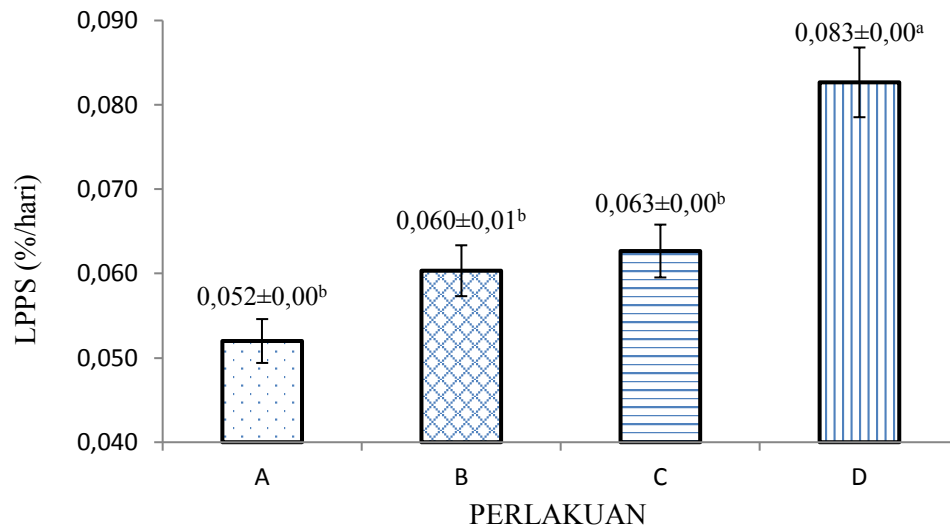 LPPS (%/hari)
0,090
0,080
0,070
0,060
0,050
0,040
0,052±0,00ᵇ
0,060±0,01ᵇ
0,063±0,00ᵇ
0,083±0,00ᵃ
A B C D
PERLAKUAN